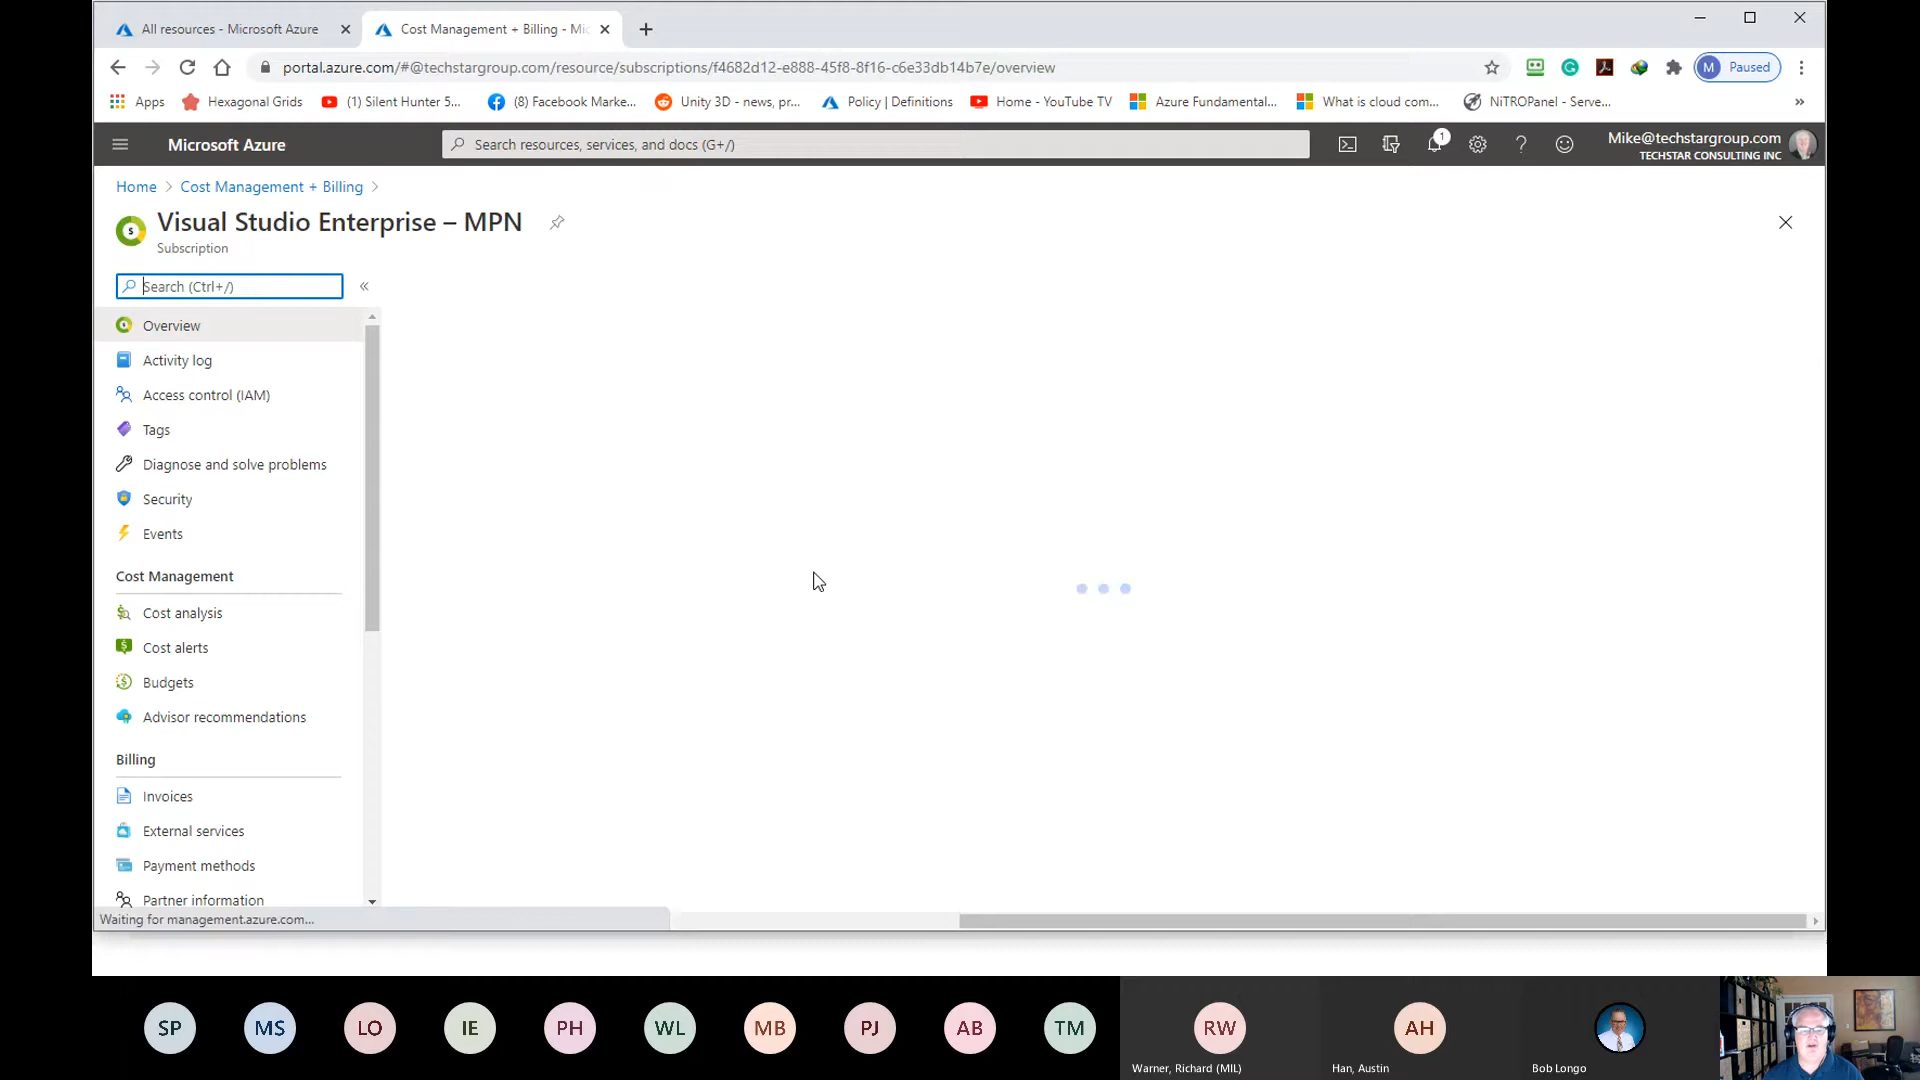 All resources - Microsoft Azure
Cost Management + Billing - Mic
portal.azure.com/#@techstargroup.com/resource/subscriptions/f4682d12-e888-45f8-8f16-c6e33db14b7e/overview
M Paused
Apps
Hexagonal Grids
(1) Silent Hunter 5...
(8) Facebook Marke...
Unity 3D - news, pr...
Policy | Definitions
Home - YouTube TV
Azure Fundamental...
What is cloud com...
NiTROPanel - Serve...
»
Microsoft Azure
Search resources, services, and docs (G+/)
1
Mike@techstargroup.com
TECHSTAR CONSULTING INC
Home > Cost Management + Billing >
Visual Studio Enterprise – MPN
Subscription
Search (Ctrl+/)
«
Overview
Activity log
Access control (IAM)
Tags
Diagnose and solve problems
Security
Events
Cost Management
Cost analysis
Cost alerts
Budgets
Advisor recommendations
Billing
Invoices
External services
Payment methods
Partner information
Waiting for management.azure.com...
SP
MS
LO
IE
PH
WL
MB
PJ
AB
TM
RW
AH
Warner, Richard (MIL)
Han, Austin
Bob Longo